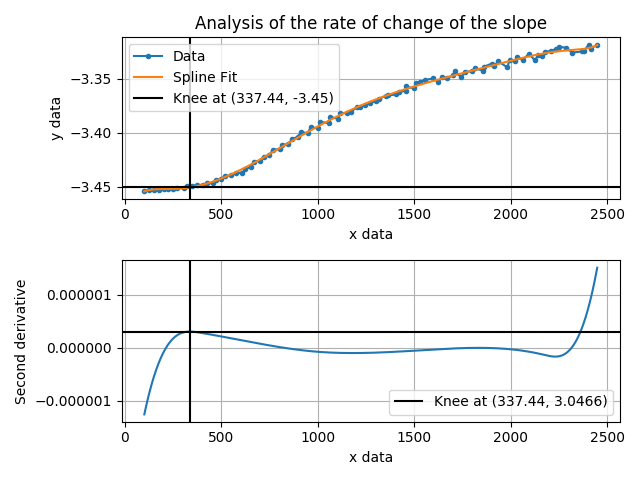 Analysis of the rate of change of the slope
Data
Spline Fit
Knee at (337.44, -3.45)
y data
−3.35
−3.40
−3.45
0
500
1000
1500
2000
2500
x data
Second derivative
0.000001
0.000000
−0.000001
Knee at (337.44, 3.0466)
0
500
1000
1500
2000
2500
x data